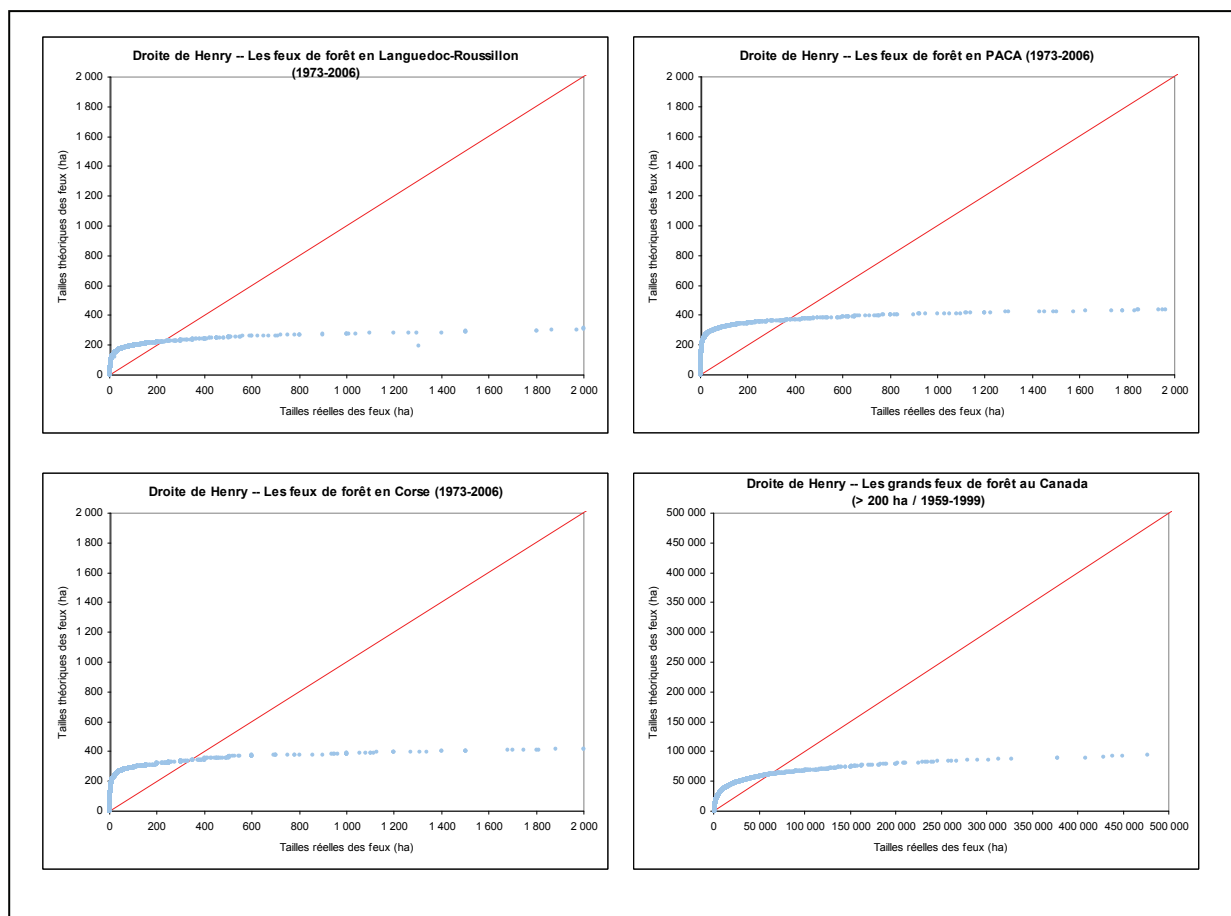 Droite de Henry -- Les feux de forêt en Languedoc-Roussillon
(1973-2006)
2 000
1 800
1 600
1 400
1 200
1 000
800
600
400
200
0
Tailles théoriques des feux (ha)
0 200 400 600 800 1 000 1 200 1 400 1 600 1 800 2 000
Tailles réelles des feux (ha)
Droite de Henry -- Les feux de forêt en PACA (1973-2006)
2 000
1 800
1 600
1 400
1 200
1 000
800
600
400
200
0
Tailles théoriques des feux (ha)
0 200 400 600 800 1 000 1 200 1 400 1 600 1 800 2 000
Tailles réelles des feux (ha)
Droite de Henry -- Les feux de forêt en Corse (1973-2006)
2 000
1 800
1 600
1 400
1 200
1 000
800
600
400
200
0
Tailles théoriques des feux (ha)
0 200 400 600 800 1 000 1 200 1 400 1 600 1 800 2 000
Tailles réelles des feux (ha)
Droite de Henry -- Les grands feux de forêt au Canada
(> 200 ha / 1959-1999)
500 000
450 000
400 000
350 000
300 000
250 000
200 000
150 000
100 000
50 000
0
Tailles théoriques des feux (ha)
0 50 000 100 000 150 000 200 000 250 000 300 000 350 000 400 000 450 000 500 000
Tailles réelles des feux (ha)